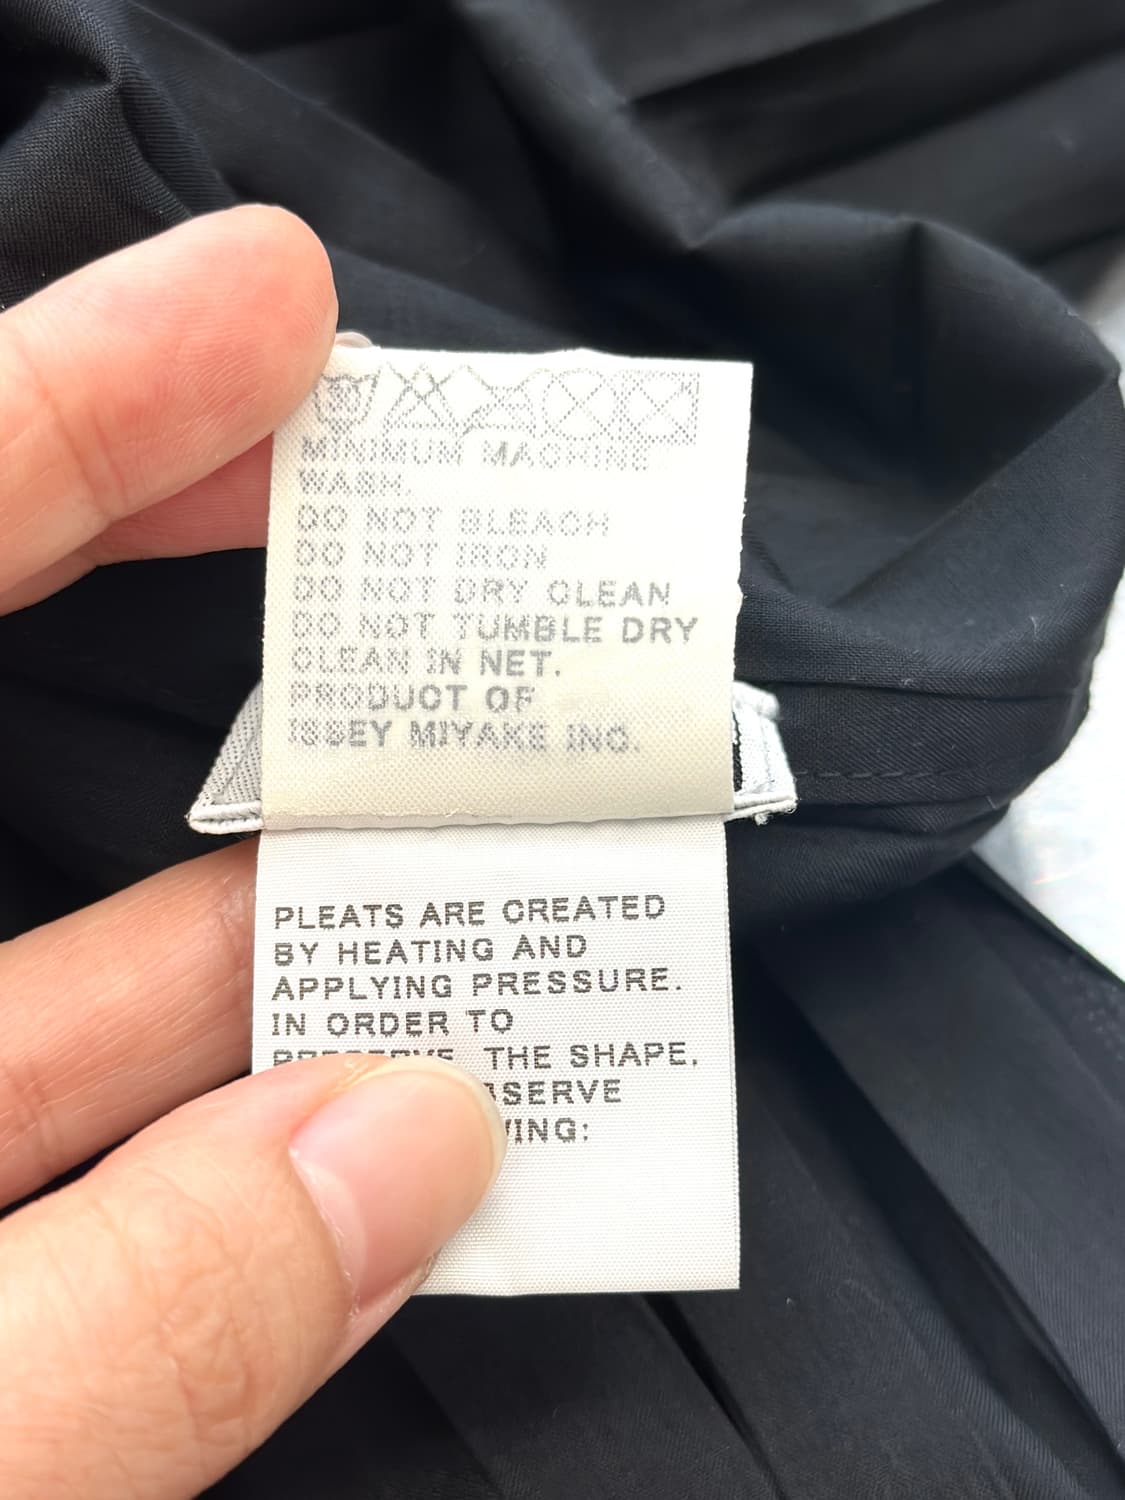 MINIMUM MACHINE
WASH.
DO NOT BLEACH
DO NOT IRON
DO NOT DRY CLEAN
DO NOT TUMBLE DRY
CLEAN IN NET.
PRODUCT OF
ISSEY MIYAKE INC.
PLEATS ARE CREATED
BY HEATING AND
APPLYING PRESSURE.
IN ORDER TO
PRESERVE THE SHAPE,